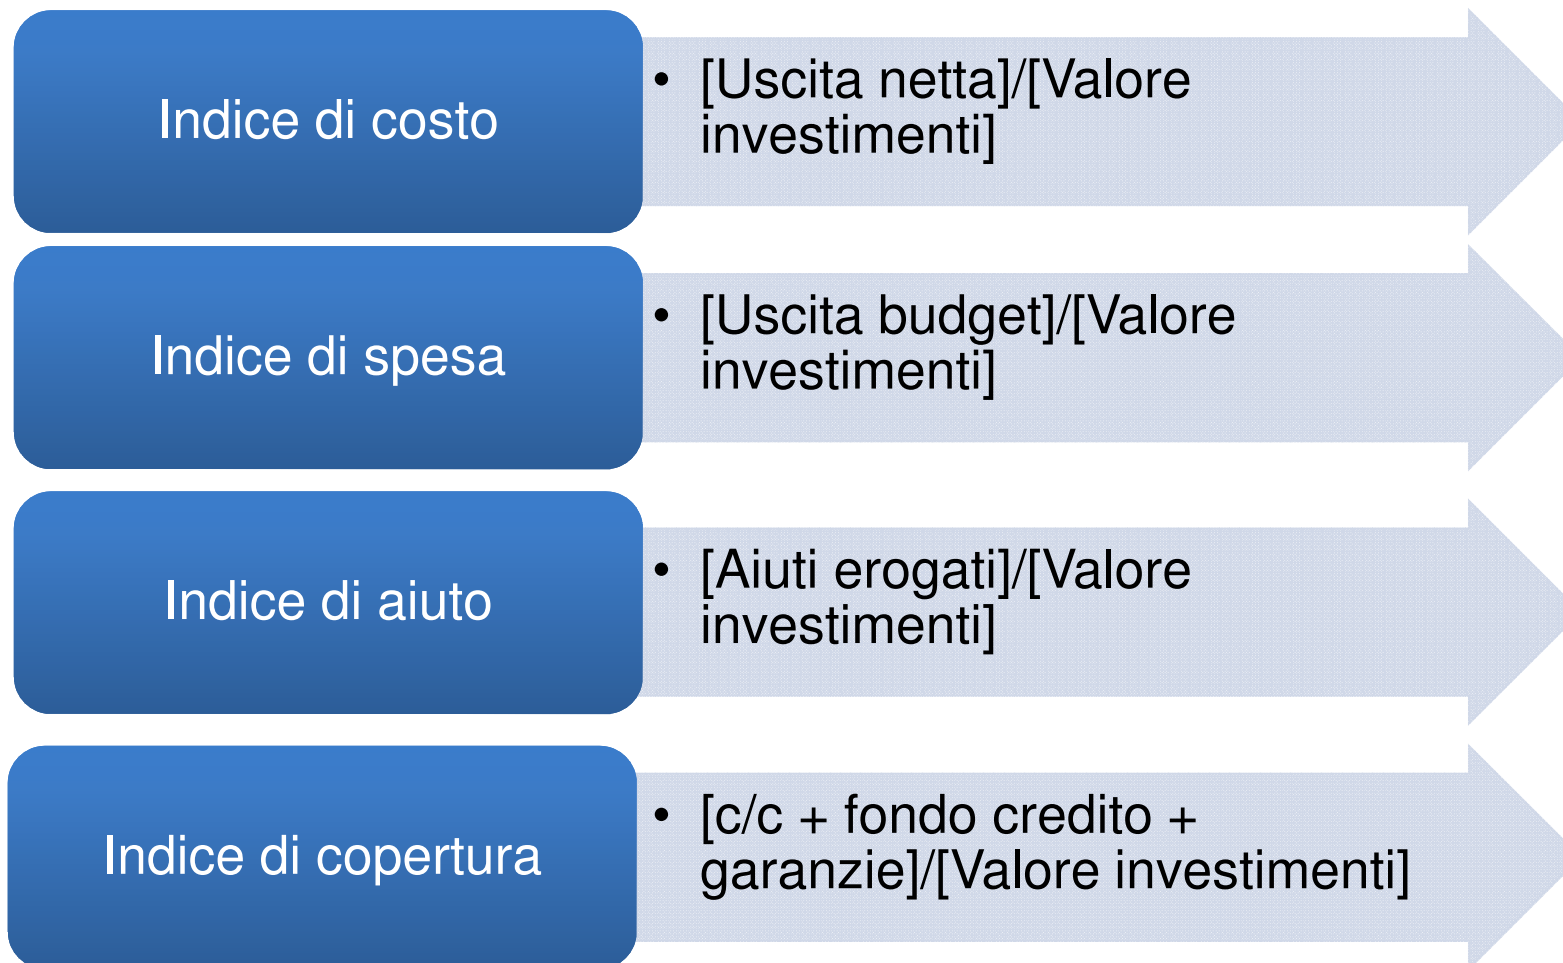 Indice di costo
• [Uscita netta]/[Valore
investimenti]
Indice di spesa
• [Uscita budget]/[Valore
investimenti]
Indice di aiuto
• [Aiuti erogati]/[Valore
investimenti]
Indice di copertura
• [c/c + fondo credito +
garanzie]/[Valore investimenti]